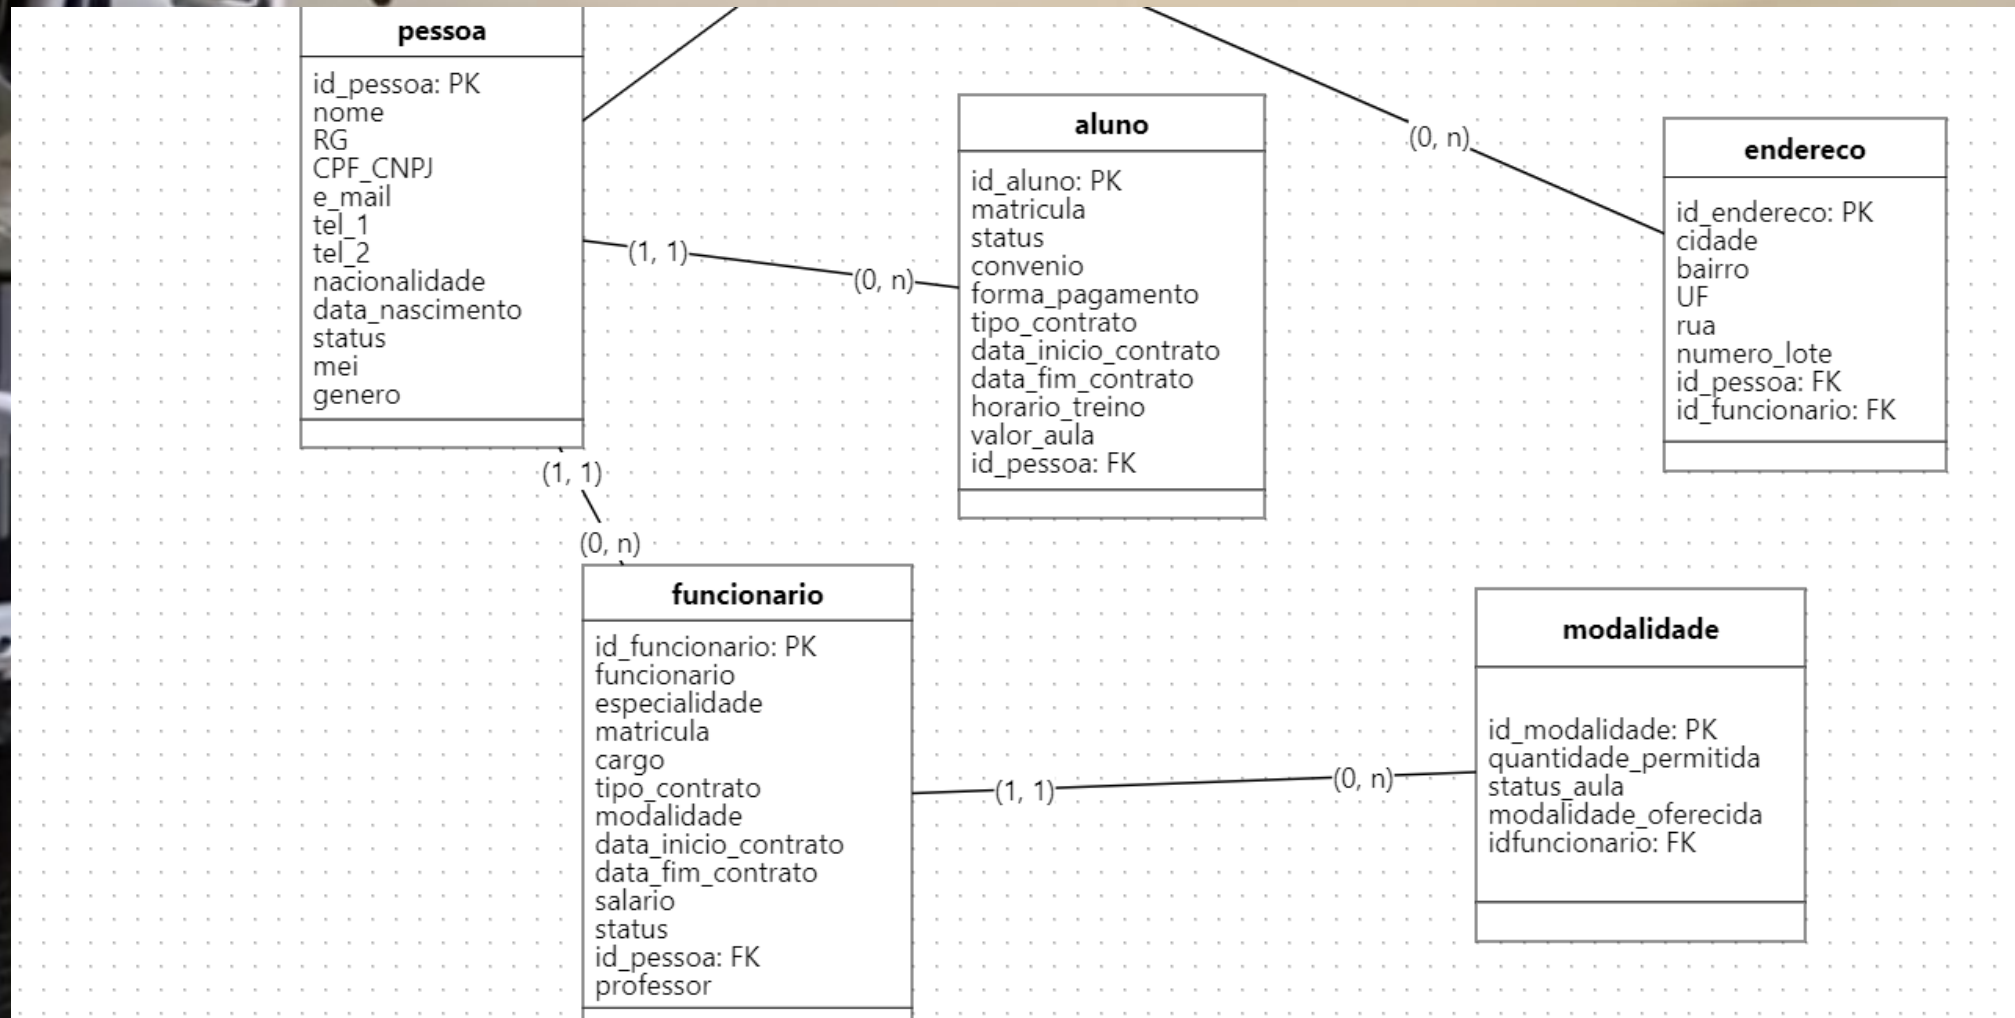 pessoa
id_pessoa: PK
nome
RG
CPF_CNPJ
e_mail
tel_1
tel_2
nacionalidade
data_nascimento
status
mei
genero
(1, 1)
(0, n)
aluno
id_aluno: PK
matricula
status
convenio
forma_pagamento
tipo_contrato
data_inicio_contrato
data_fim_contrato
horario_treino
valor_aula
id_pessoa: FK
(0, n)
endereco
id_endereco: PK
cidade
bairro
UF
rua
numero_lote
id_pessoa: FK
id_funcionario: FK
(1, 1)
(0, n)
funcionario
id_funcionario: PK
funcionario
especialidade
matricula
cargo
tipo_contrato
modalidade
data_inicio_contrato
data_fim_contrato
salario
status
id_pessoa: FK
professor
(1, 1)
(0, n)
modalidade
id_modalidade: PK
quantidade_permitida
status_aula
modalidade_oferecida
idfuncionario: FK